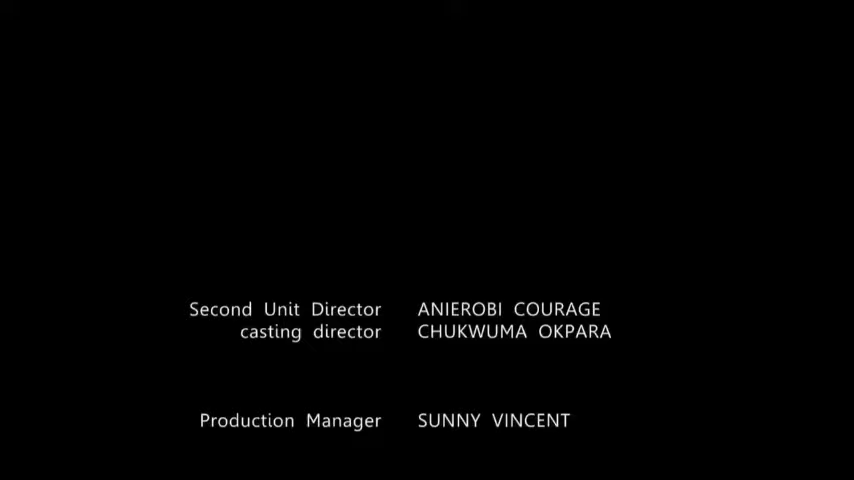 Second Unit Director ANIEROBI COURAGE
casting director CHUKWUMA OKPARA
Production Manager SUNNY VINCENT